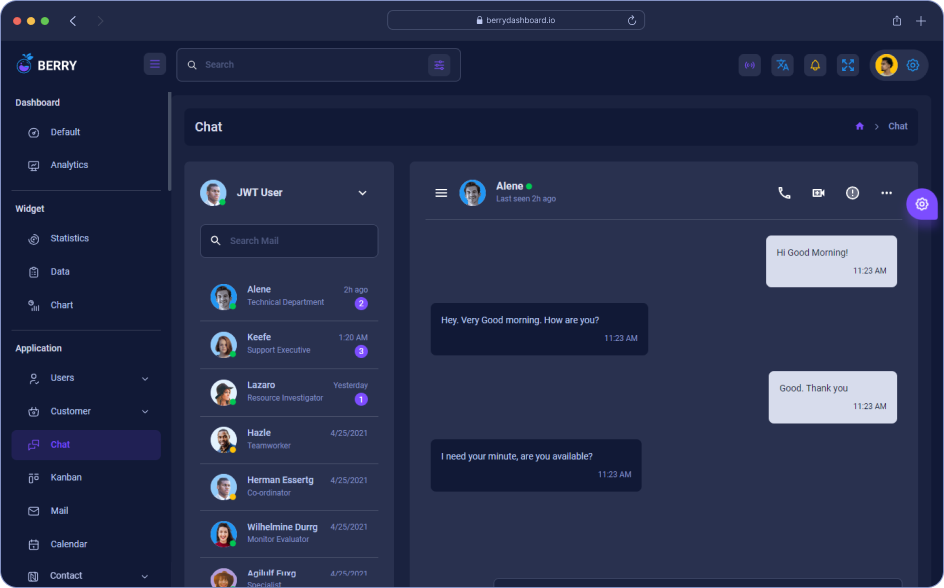 berrydashboard.io
BERRY
Search
Dashboard
Default
Analytics
Widget
Statistics
Data
Chart
Application
Users
Customer
Chat
Kanban
Mail
Calendar
Contact
Chat
Chat
JWT User
Search Mail
Alene 2h ago
Technical Department 2
Keefe 1:20 AM
Support Executive 3
Lazaro Yesterday
Resource Investigator 1
Hazle 4/25/2021
Teamworker
Herman Essertg 4/25/2021
Co-ordinator
Wilhelmine Durrg 4/25/2021
Monitor Evaluator
Agilulf Fuxg 4/25/2021
Specialist
Alene
Last seen 2h ago
Hi Good Morning!
11:23 AM
Hey. Very Good morning. How are you?
11:23 AM
Good. Thank you
11:23 AM
I need your minute, are you available?
11:23 AM